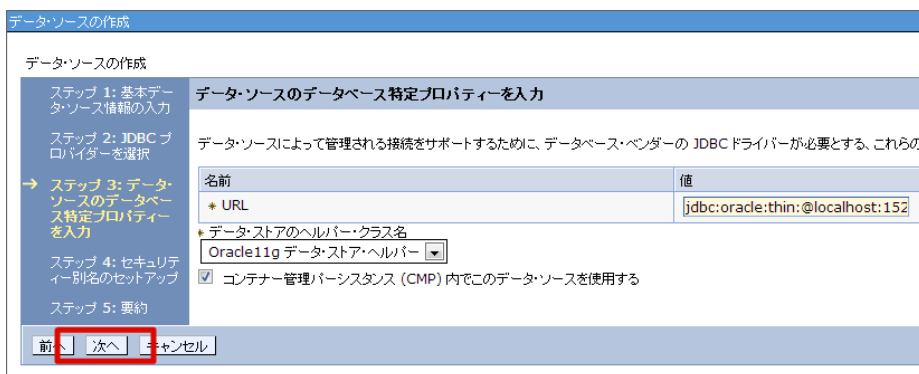 データ・ソースの作成
データ・ソースの作成
ステップ 1: 基本デー
タ・ソース情報の入力
ステップ 2: JDBC プ
ロバイダーを選択
→ ステップ 3: データ・
ソースのデータベー
ス特定プロパティー
を入力
ステップ 4: セキュリテ
ィー別名のセットアップ
ステップ 5: 要約
データ・ソースのデータベース特定プロパティーを入力
データ・ソースによって管理される接続をサポートするために、データベース・ベンダーの JDBC ドライバーが必要とする、これらの
名前 値
* URL jdbc:oracle:thin:@localhost:152
* データ・ストアのヘルパー・クラス名
Oracle11g データ・ストア・ヘルパー
コンテナー管理パーシスタンス (CMP) 内でこのデータ・ソースを使用する
前へ 次へ キャンセル